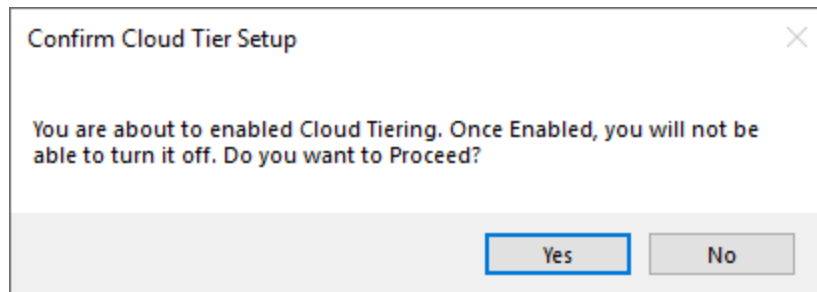 Confirm Cloud Tier Setup
You are about to enabled Cloud Tiering. Once Enabled, you will not be
able to turn it off. Do you want to Proceed?
Yes
No